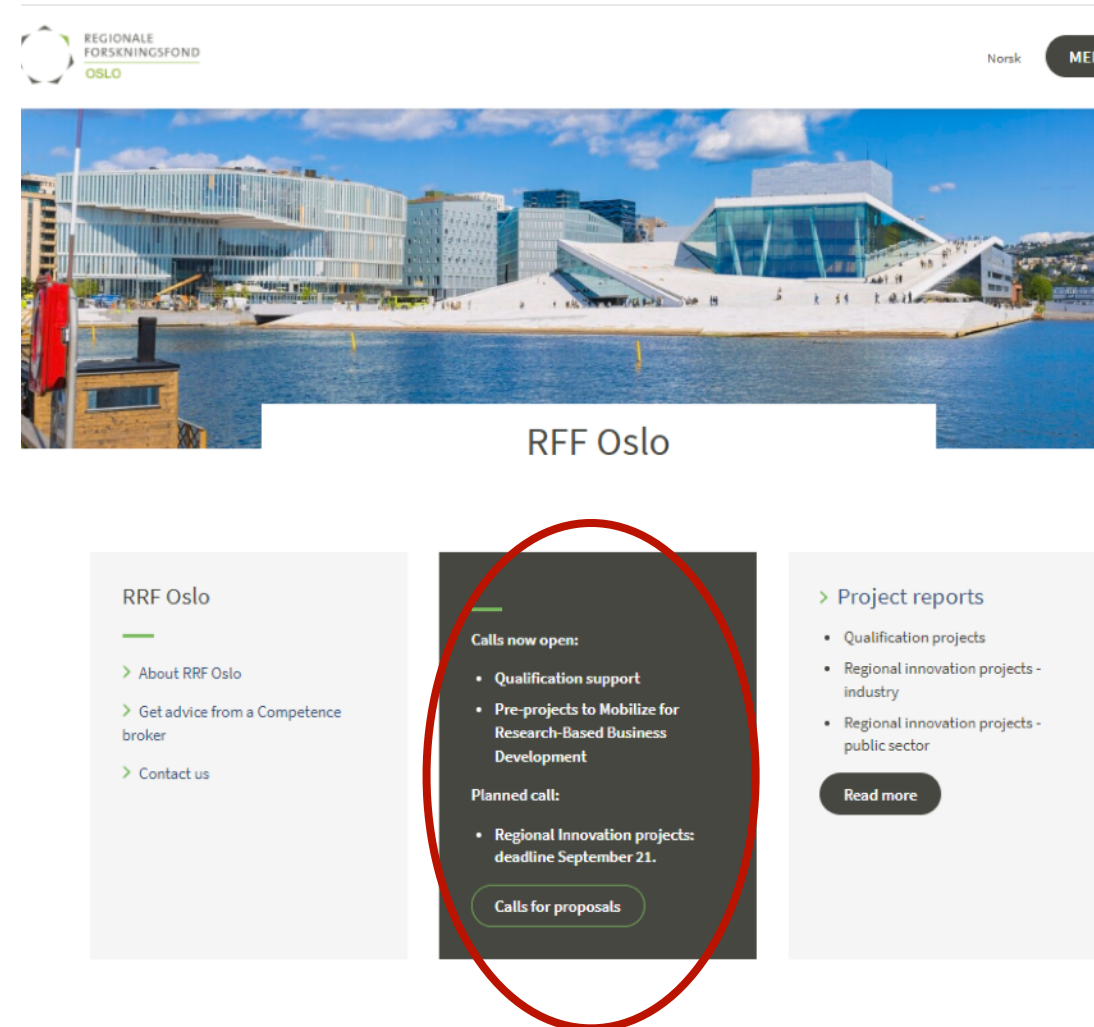 REGIONALE
FORSKNINGSFOND
OSLO
Norsk
RFF Oslo
RRF Oslo
About RRF Oslo
Get advice from a Competence
broker
Contact us
Calls now open:
• Qualification support
• Pre-projects to Mobilize for
Research-Based Business
Development
Planned call:
• Regional Innovation projects:
deadline September 21.
Calls for proposals
Project reports
• Qualification projects
• Regional innovation projects -
industry
• Regional innovation projects -
public sector
Read more